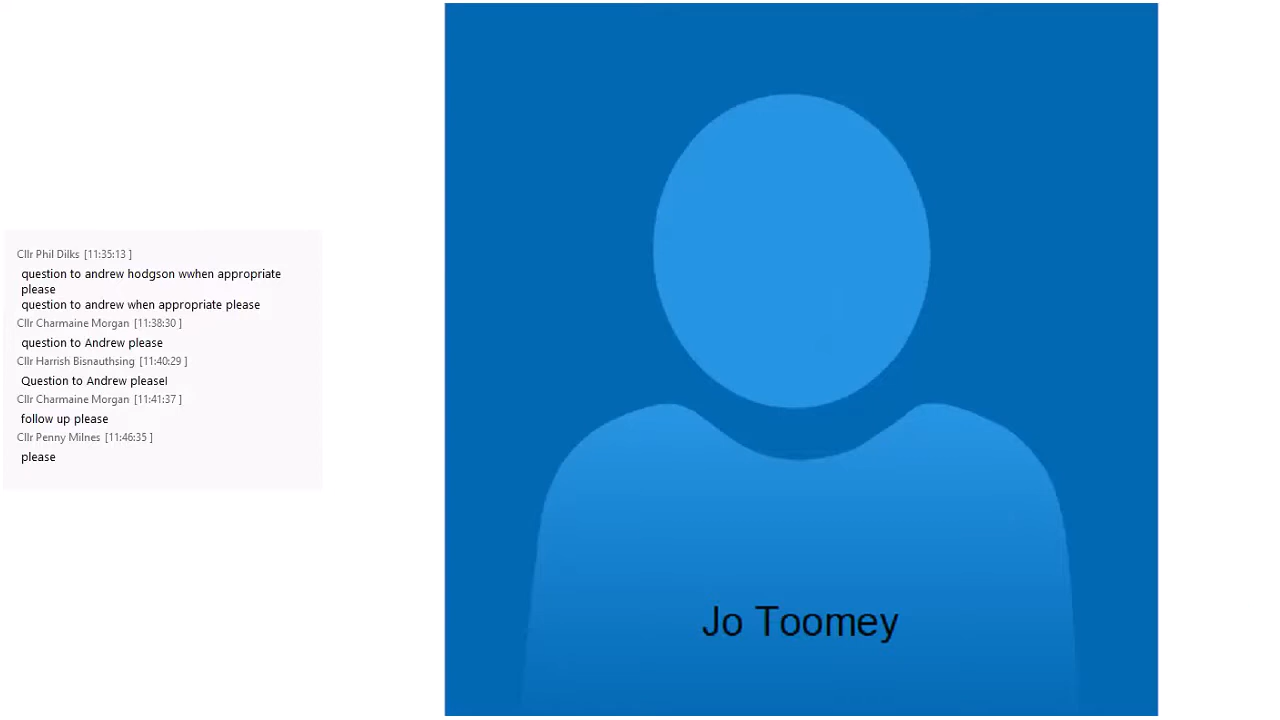 Cllr Phil Dilks [11:35:13 ]
question to andrew hodgson wwhen appropriate
please
question to andrew when appropriate please
Cllr Charmaine Morgan [11:38:30 ]
question to Andrew please
Cllr Harrish Bisnauthsing [11:40:29 ]
Question to Andrew please!
Cllr Charmaine Morgan [11:41:37 ]
follow up please
Cllr Penny Milnes [11:46:35 ]
please
Jo Toomey